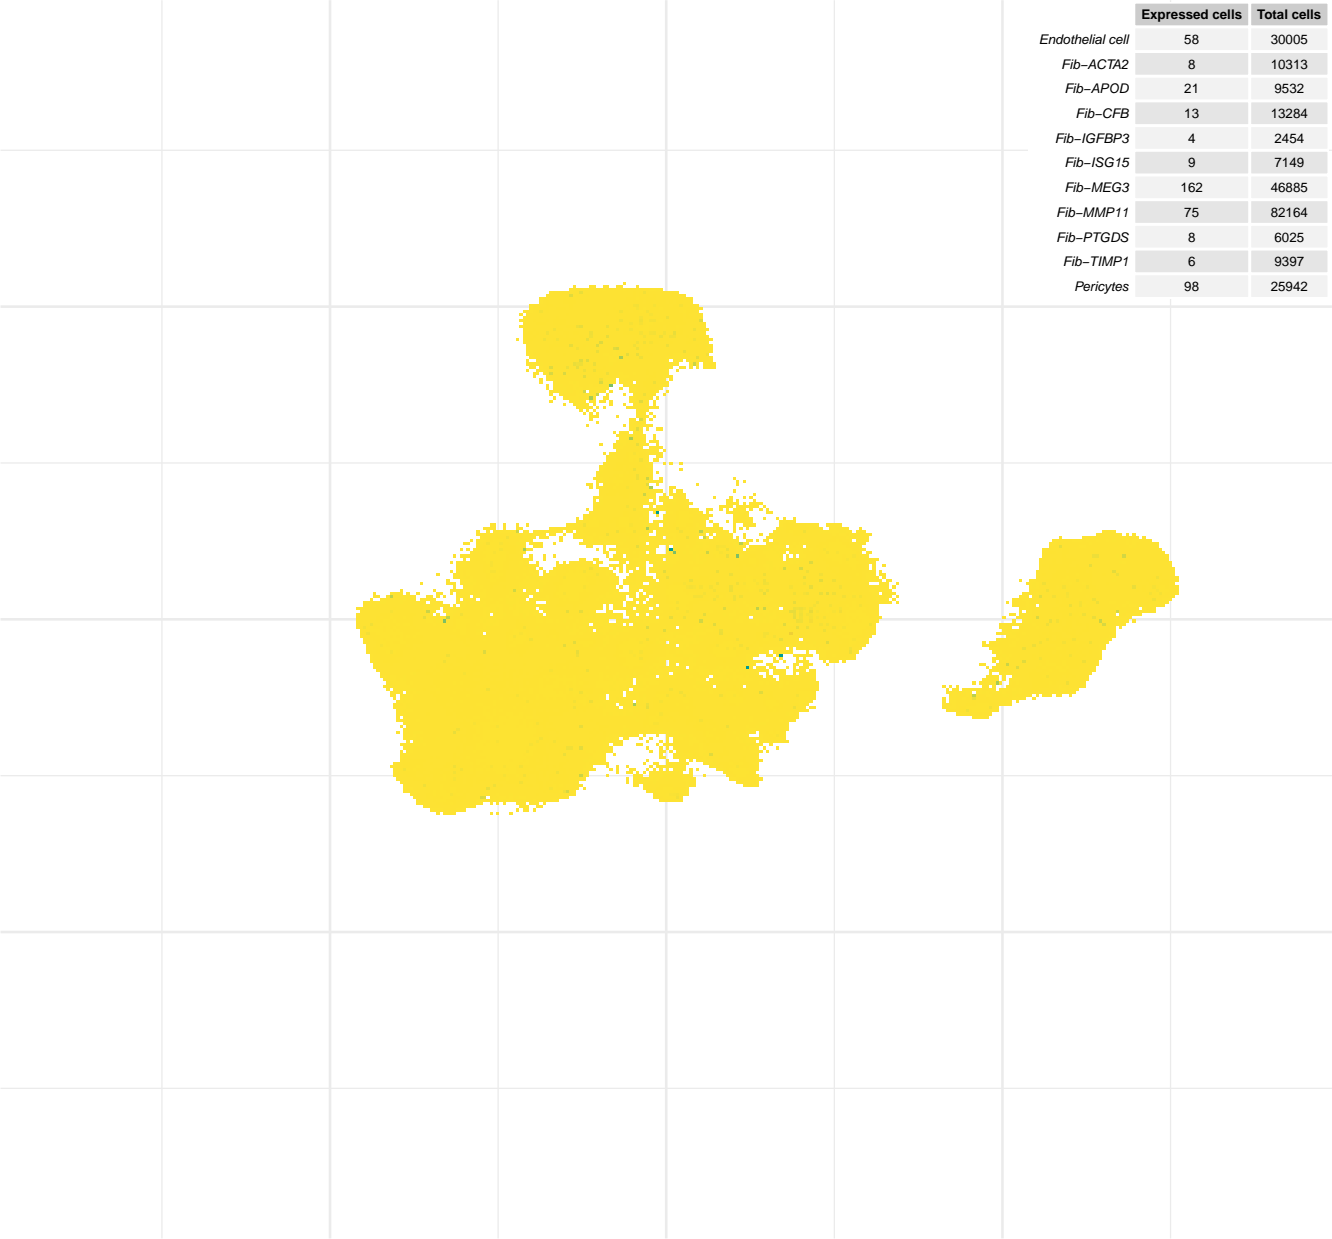 Expressed cells Total cells
Endothelial cell 58 30005
Fib−ACTA2 8 10313
Fib−APOD 21 9532
Fib−CFB 13 13284
Fib−IGFBP3 4 2454
Fib−ISG15 9 7149
Fib−MEG3 162 46885
Fib−MMP11 75 82164
Fib−PTGDS 8 6025
Fib−TIMP1 6 9397
Pericytes 98 25942